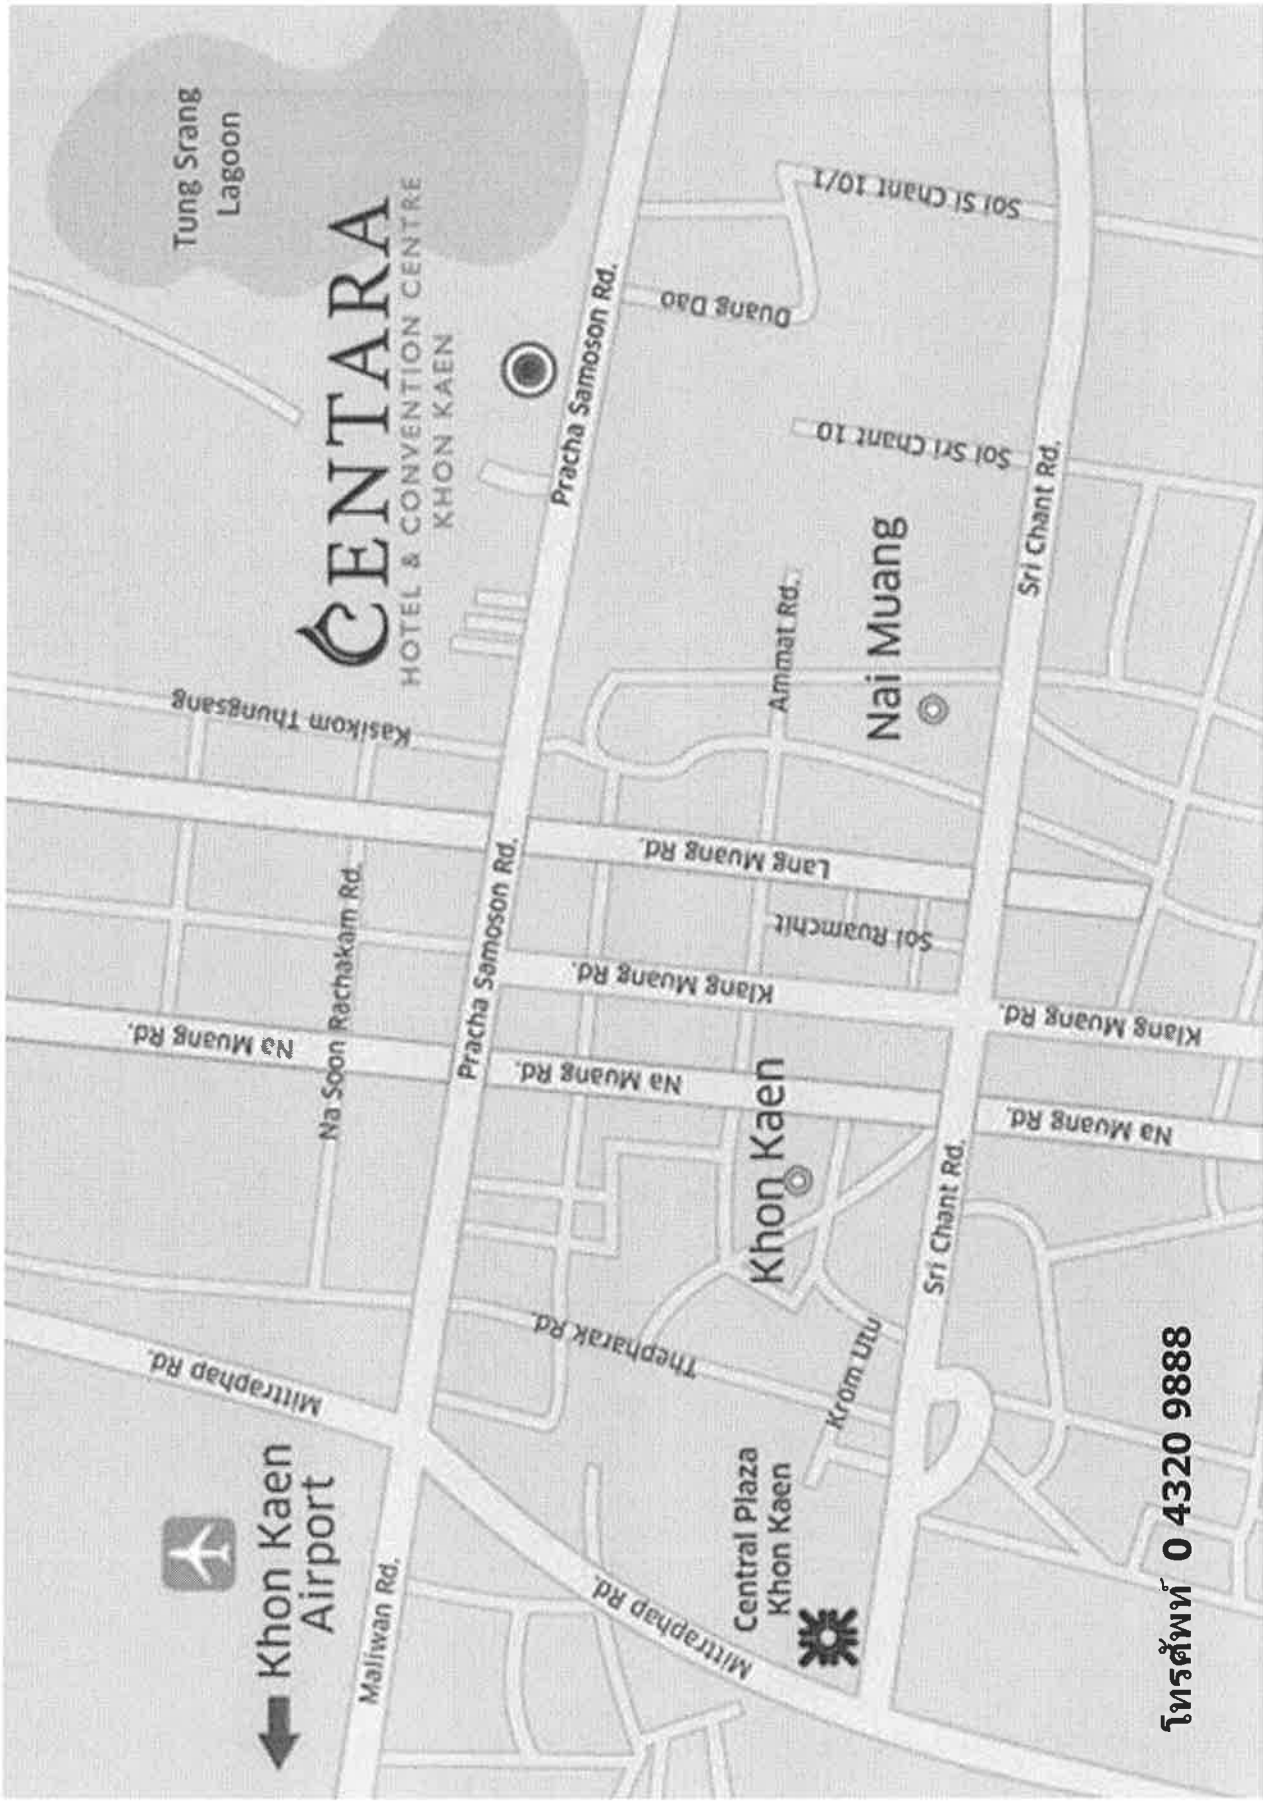 Khon Kaen
Airport
Tung Srang
Lagoon
CENTARA
HOTEL & CONVENTION CENTRE
KHON KAEN
Mittraphap Rd.
Na Muang Rd.
Kasikom Thungsang
Na Soon Rachakam Rd.
Maliwan Rd.
Pracha Samoson Rd.
Pracha Samoson Rd.
Thepharak Rd.
Na Muang Rd.
Klang Muang Rd.
Lang Muang Rd.
Duang Dao
Mittraphap Rd.
Central Plaza
Khon Kaen
Khon Kaen
Ammat Rd.
Soi Ruamchit
Soi Sri Chant 10
Soi Si Chant 10/1
Krom Utu
Nai Muang
Sri Chant Rd.
Sri Chant Rd.
Na Muang Rd.
Klang Muang Rd.
โทรศัพท์ 0 4320 9888